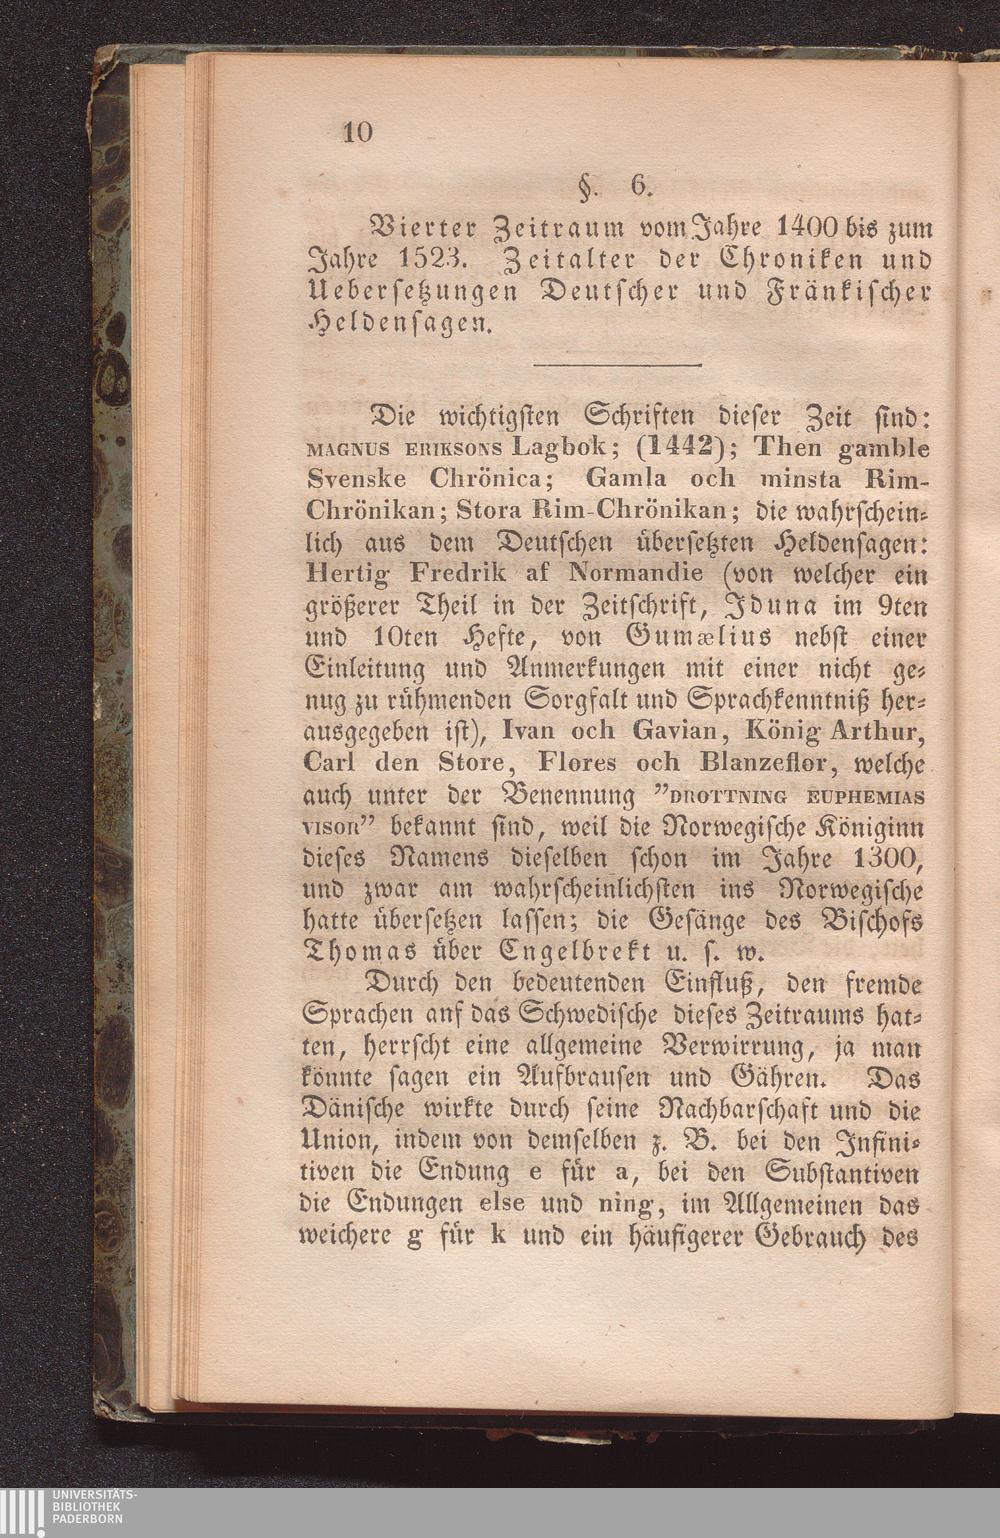 10
§. 6.
Vierter Zeitraum vom Jahre 1400 bis zum
Jahre 1523. Zeitalter der Chroniken und
Uebersetzungen Deutscher und Fränkischer
Heldensagen.
Die wichtigsten Schriften dieser Zeit sind:
MAGNUS ERIKSONS Lagbok; (1442); Then gamble
Svenske Chrönica; Gamla och minsta Rim-
Chrönikan; Stora Rim-Chrönikan; die wahrschein-
lich aus dem Deutschen übersetzten Heldensagen:
Hertig Fredrik af Normandie (von welcher ein
größerer Theil in der Zeitschrift, Iduna im 9ten
und 10ten Hefte, von Gumælius nebst einer
Einleitung und Anmerkungen mit einer nicht ge-
nug zu rühmenden Sorgfalt und Sprachkenntniß her-
ausgegeben ist), Ivan och Gavian, König Arthur,
Carl den Store, Flores och Blanzeflor, welche
auch unter der Benennung ”DROTTNING EUPHEMIAS
VISOR” bekannt sind, weil die Norwegische Königinn
dieses Namens dieselben schon im Jahre 1300,
und zwar am wahrscheinlichsten ins Norwegische
hatte übersetzen lassen; die Gesänge des Bischofs
Thomas über Engelbrekt u. s. w.
Durch den bedeutenden Einfluß, den fremde
Sprachen auf das Schwedische dieses Zeitraums hat-
ten, herrscht eine allgemeine Verwirrung, ja man
könnte sagen ein Aufbrausen und Gähren. Das
Dänische wirkte durch seine Nachbarschaft und die
Union, indem von demselben z. B. bei den Infini-
tiven die Endung e für a, bei den Substantiven
die Endungen else und ning, im Allgemeinen das
weichere g für k und ein häufigerer Gebrauch des
UNIVERSITÄTS-
BIBLIOTHEK
PADERBORN